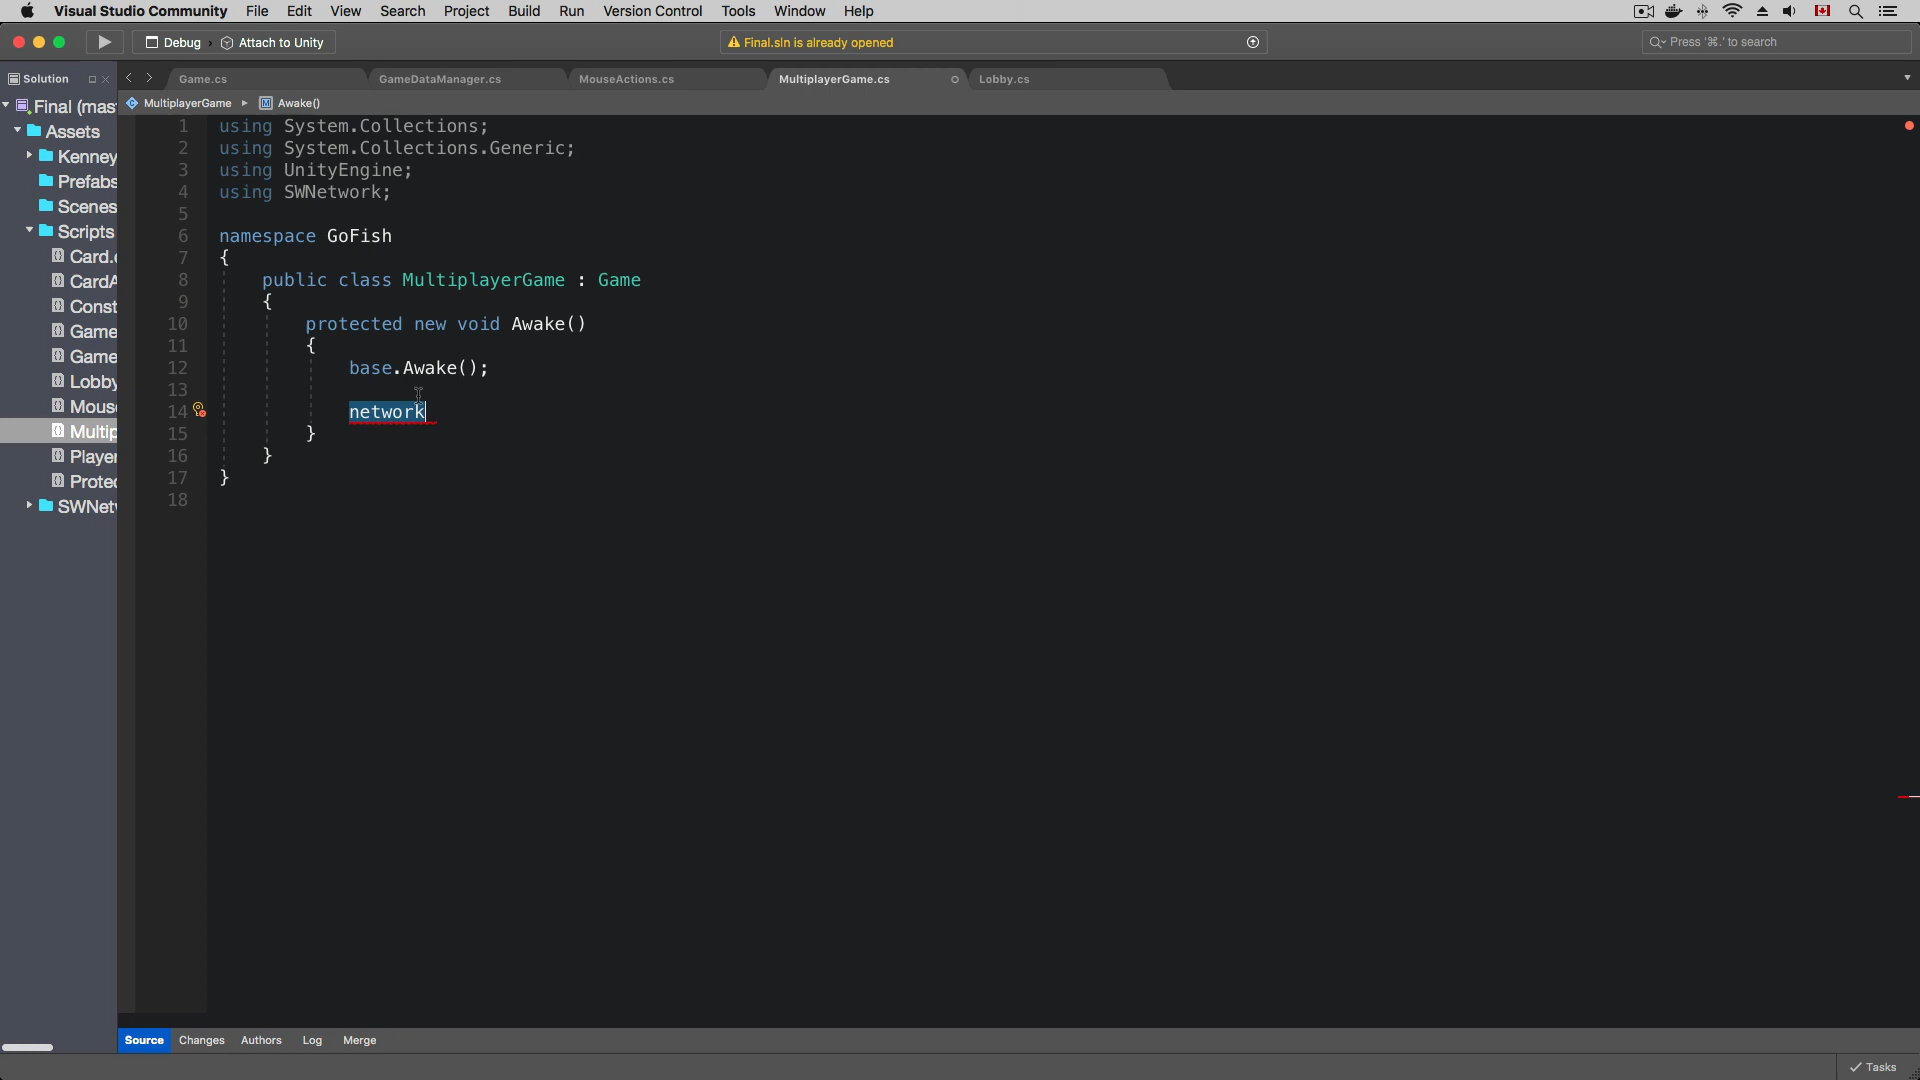 Visual Studio Community File Edit View Search Project Build Run Version Control Tools Window Help
Debug › Attach to Unity
Final.sln is already opened
Press '⌘.' to search
Solution
Game.cs GameDataManager.cs MouseActions.cs MultiplayerGame.cs Lobby.cs
MultiplayerGame ▸ Awake()
Final (mas
Assets
Kenney
Prefabs
Scenes
Scripts
Card.c
CardA
Const
Game
Game
Lobby
Mous
Multip
Player
Protec
SWNetw
1 using System.Collections;
2 using System.Collections.Generic;
3 using UnityEngine;
4 using SWNetwork;
5
6 namespace GoFish
7 {
8 public class MultiplayerGame : Game
9 {
10 protected new void Awake()
11 {
12 base.Awake();
13
14 network
15 }
16 }
17 }
18
Source Changes Authors Log Merge
Tasks